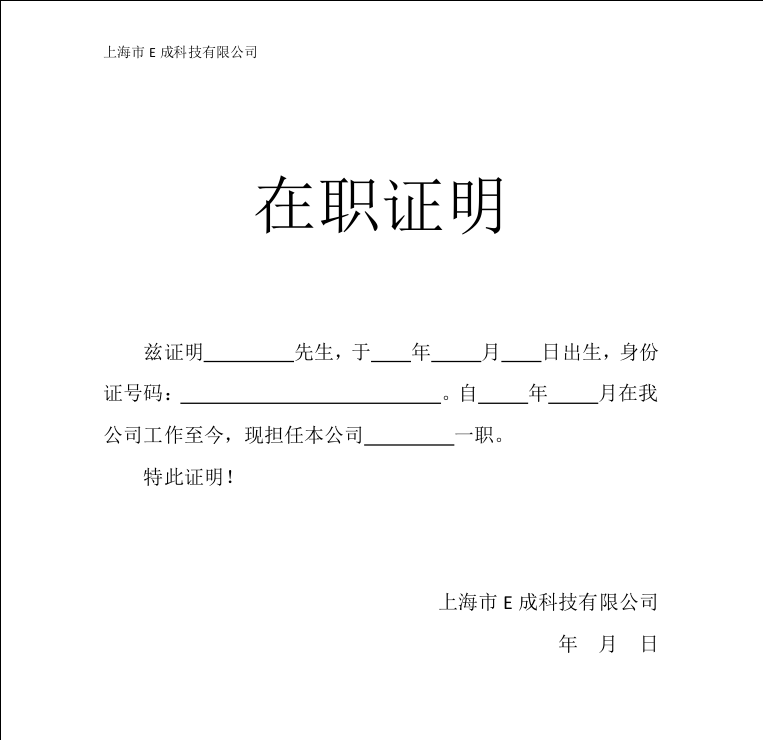 上海市 E 成科技有限公司
在职证明
兹证明_________先生，于____年_____月____日出生，身份
证号码：__________________________。自_____年_____月在我
公司工作至今，现担任本公司_________一职。
特此证明！
上海市 E 成科技有限公司
年 月 日